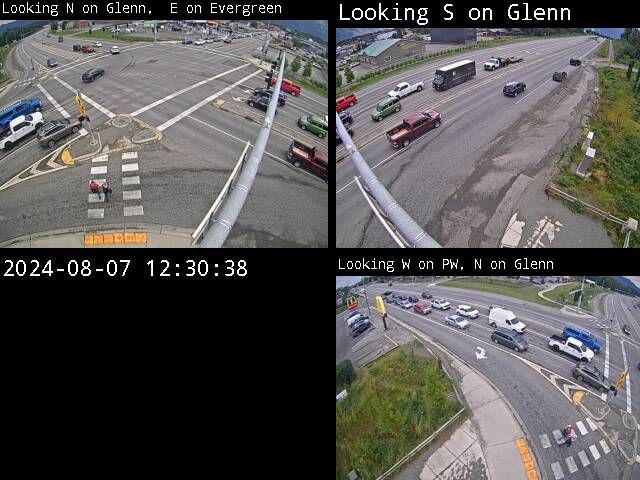 Looking N on Glenn,  E on Evergreen
Looking S on Glenn
2024-08-07 12:30:38
Looking W on PW, N on Glenn